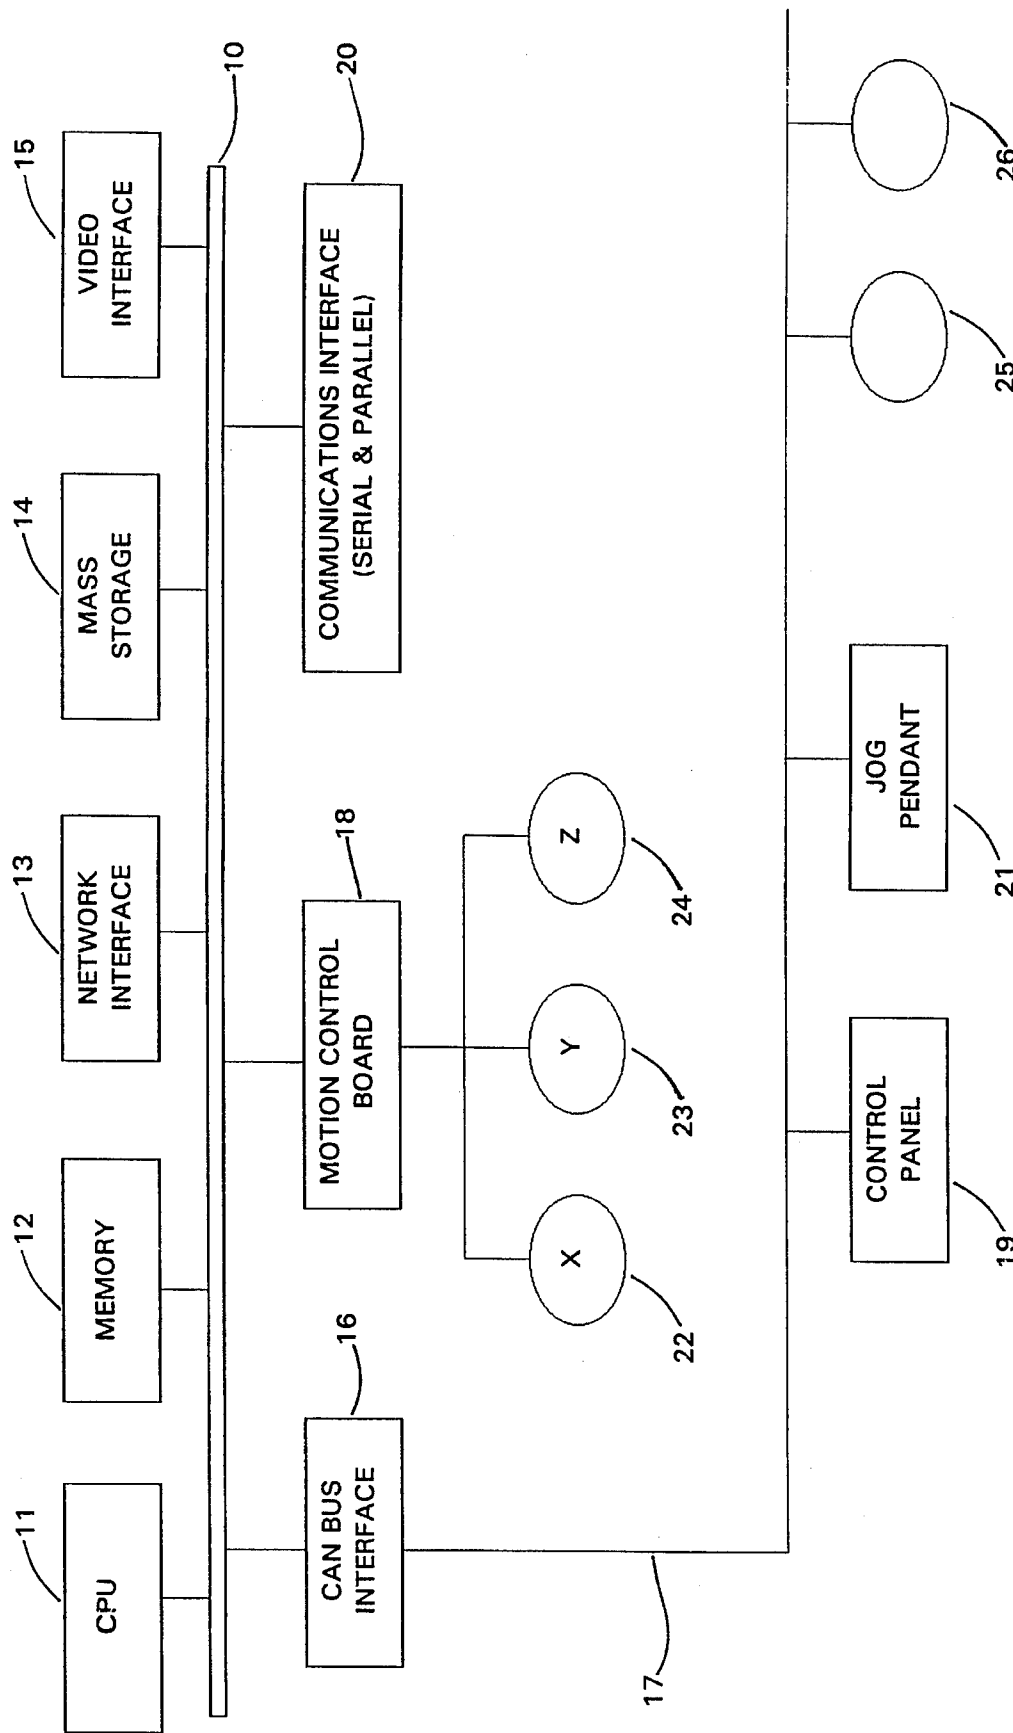 11
CPU
12
MEMORY
13
NETWORK
INTERFACE
14
MASS
STORAGE
15
VIDEO
INTERFACE
10
16
CAN BUS
INTERFACE
18
MOTION CONTROL
BOARD
20
COMMUNICATIONS INTERFACE
(SERIAL & PARALLEL)
X
Y
Z
22
23
24
17
CONTROL
PANEL
JOG
PENDANT
19
21
25
26